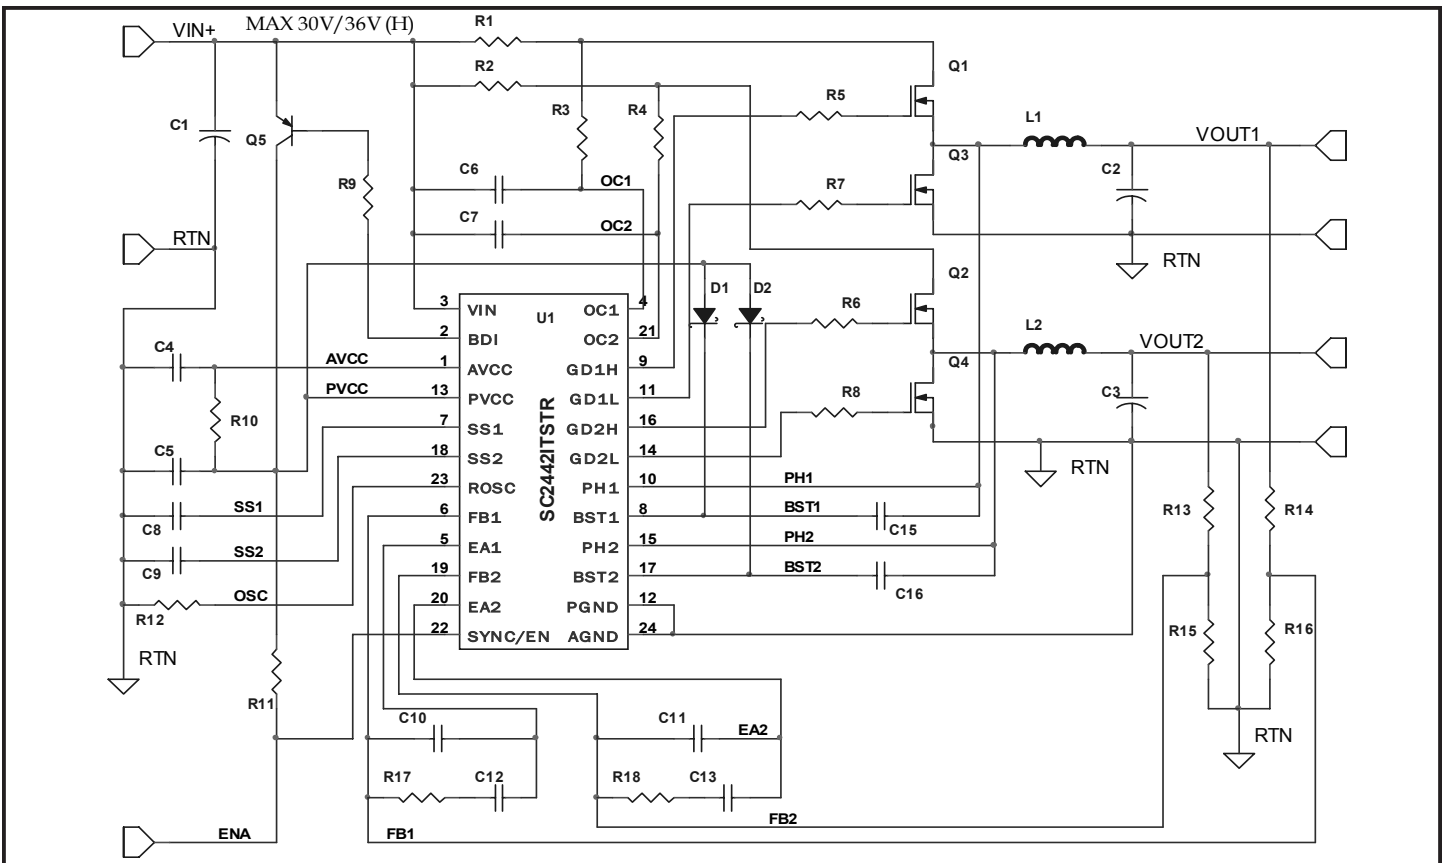 VIN+ MAX 30V/36V (H) R1
R2 Q1
R3 R4 R5
C1 Q5 L1 VOUT1
Q3 C2
R9 C6 OC1 R7
C7 OC2
RTN RTN
Q2
D1 D2
3 VIN U1 OC1 4 R6
2 BDI OC2 21 L2 VOUT2
C4 AVCC 1 AVCC GD1H 9 Q4
PVCC 13 PVCC GD1L 11 R8 C3
R10 7 SS1 GD2H 16
C5 18 SS2 GD2L 14 RTN
23 ROSC PH1 10 PH1
SC2442ITSTR
C8 SS1 6 FB1 BST1 8 BST1 C15 R13 R14
5 EA1 PH2 15 PH2
C9 SS2 19 FB2 BST2 17 BST2 C16
R12 OSC 20 EA2 PGND 12
22 SYNC/EN AGND 24 R15 R16
RTN
R11
C10 C11 EA2 RTN
R17 C12 R18 C13
FB2
ENA FB1